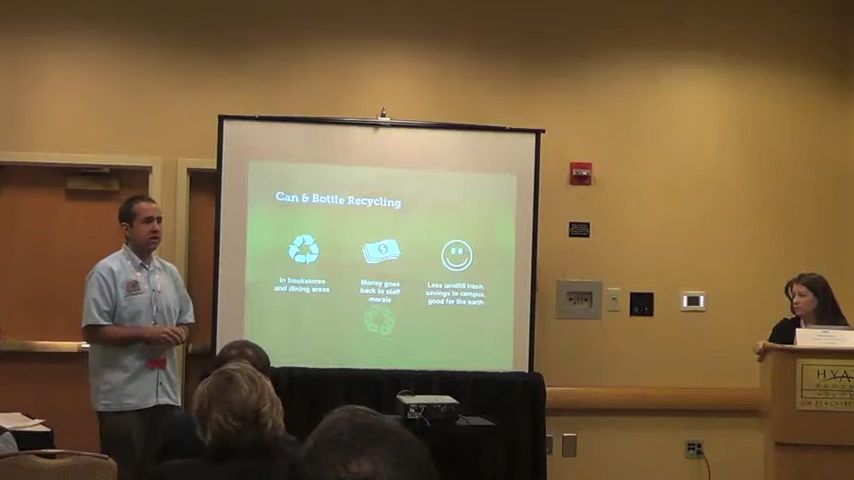 Can & Bottle Recycling
In bookstores
and dining areas
Money goes
back to staff
morale
Less landfill trash,
savings to campus,
good for the earth